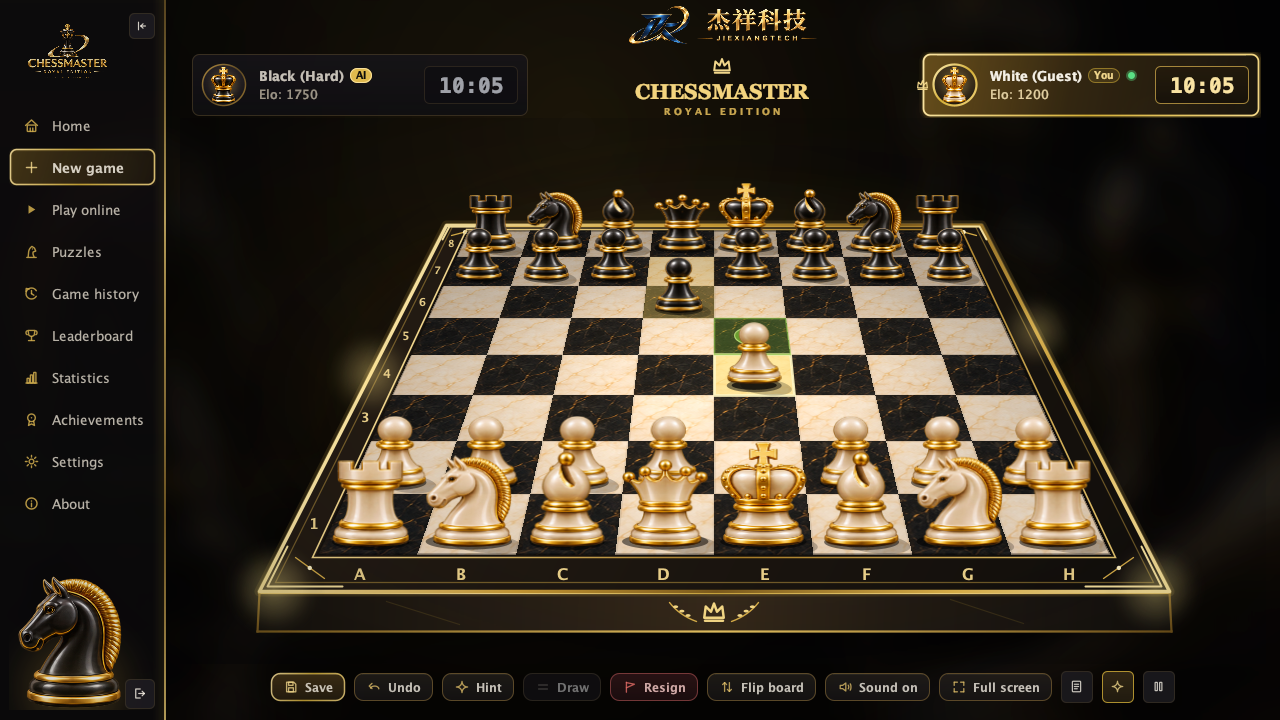 CHESSMASTER
ROYAL EDITION
Home
New game
Play online
Puzzles
Game history
Leaderboard
Statistics
Achievements
Settings
About
杰祥科技
JIEXIANGTECH
Black (Hard) AI
Elo: 1750
10:05
CHESSMASTER
ROYAL EDITION
White (Guest) You
Elo: 1200
10:05
8
7
6
5
4
3
1
A B C D E F G H
Save Undo Hint Draw Resign Flip board Sound on Full screen